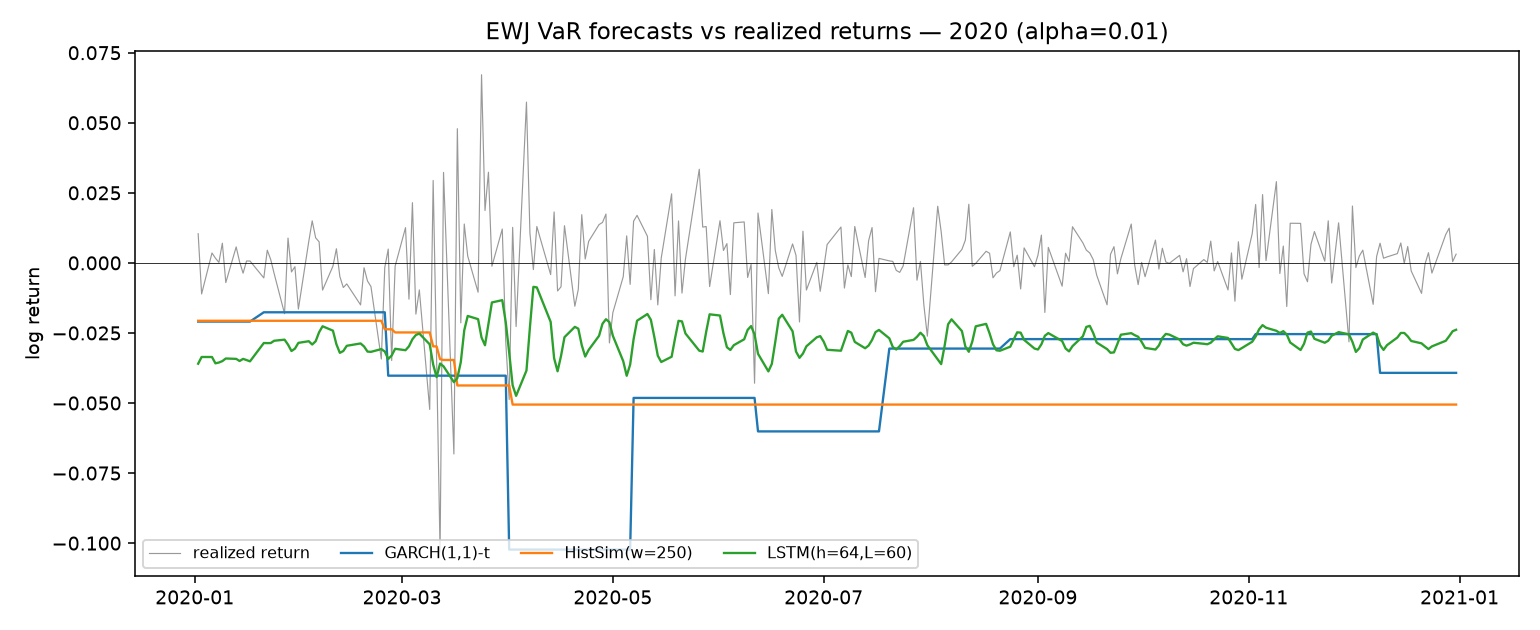 EWJ VaR forecasts vs realized returns — 2020 (alpha=0.01)
log return
0.075
0.050
0.025
0.000
−0.025
−0.050
−0.075
−0.100
realized return GARCH(1,1)-t HistSim(w=250) LSTM(h=64,L=60)
2020-01 2020-03 2020-05 2020-07 2020-09 2020-11 2021-01